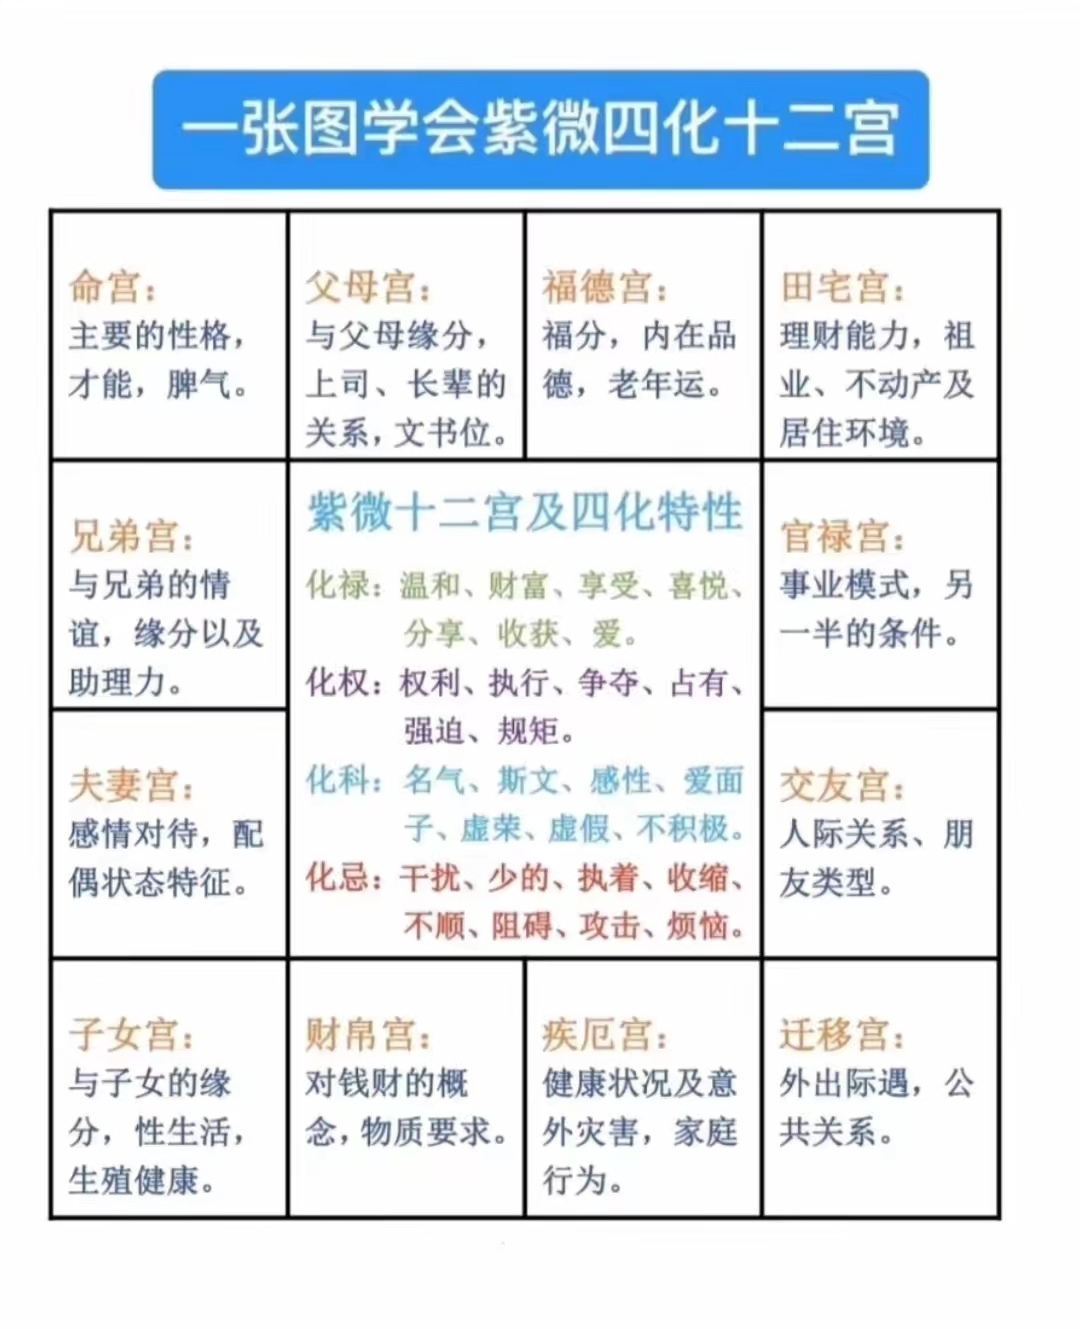 一张图学会紫微四化十二宫
命宫：
主要的性格，
才能，脾气。
父母宫：
与父母缘分，
上司、长辈的
关系，文书位。
福德宫：
福分，内在品
德，老年运。
田宅宫：
理财能力，祖
业、不动产及
居住环境。
兄弟宫：
与兄弟的情
谊，缘分以及
助理力。
紫微十二宫及四化特性
化禄：温和、财富、享受、喜悦、
分享、收获、爱。
化权：权利、执行、争夺、占有、
强迫、规矩。
化科：名气、斯文、感性、爱面
子、虚荣、虚假、不积极。
化忌：干扰、少的、执着、收缩、
不顺、阻碍、攻击、烦恼。
官禄宫：
事业模式，另
一半的条件。
夫妻宫：
感情对待，配
偶状态特征。
交友宫：
人际关系、朋
友类型。
子女宫：
与子女的缘
分，性生活，
生殖健康。
财帛宫：
对钱财的概
念，物质要求。
疾厄宫：
健康状况及意
外灾害，家庭
行为。
迁移宫：
外出际遇，公
共关系。